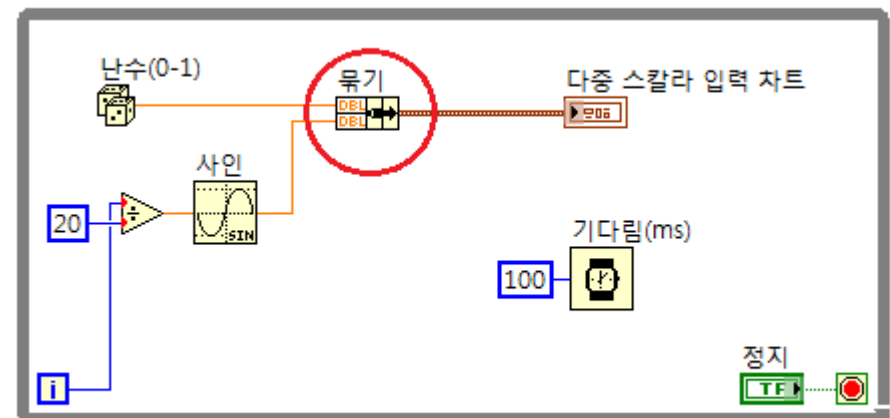 난수(0-1)
묶기
다중 스칼라 입력 차트
DBL
DBL
사인
20
SIN
기다림(ms)
100
정지
i
TF